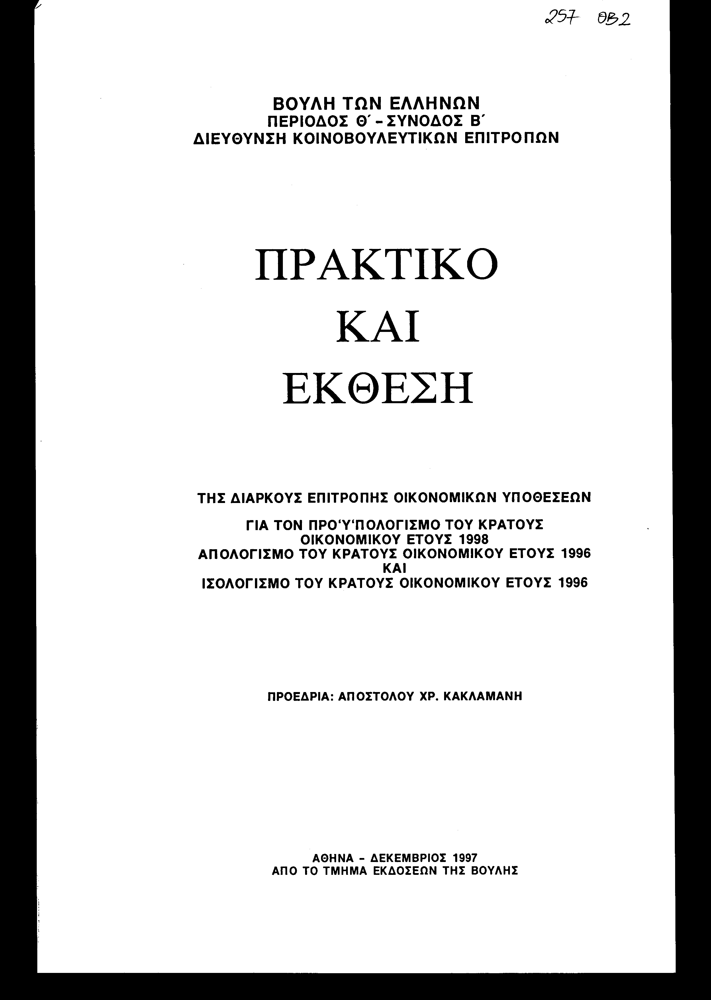 257 ΘΒ2
ΒΟΥΛΗ ΤΩΝ ΕΛΛΗΝΩΝ
ΠΕΡΙΟΔΟΣ Θ΄ - ΣΥΝΟΔΟΣ Β΄
ΔΙΕΥΘΥΝΣΗ ΚΟΙΝΟΒΟΥΛΕΥΤΙΚΩΝ ΕΠΙΤΡΟΠΩΝ
ΠΡΑΚΤΙΚΟ
ΚΑΙ
ΕΚΘΕΣΗ
ΤΗΣ ΔΙΑΡΚΟΥΣ ΕΠΙΤΡΟΠΗΣ ΟΙΚΟΝΟΜΙΚΩΝ ΥΠΟΘΕΣΕΩΝ
ΓΙΑ ΤΟΝ ΠΡΟ‘Υ‘ΠΟΛΟΓΙΣΜΟ ΤΟΥ ΚΡΑΤΟΥΣ
ΟΙΚΟΝΟΜΙΚΟΥ ΕΤΟΥΣ 1998
ΑΠΟΛΟΓΙΣΜΟ ΤΟΥ ΚΡΑΤΟΥΣ ΟΙΚΟΝΟΜΙΚΟΥ ΕΤΟΥΣ 1996
ΚΑΙ
ΙΣΟΛΟΓΙΣΜΟ ΤΟΥ ΚΡΑΤΟΥΣ ΟΙΚΟΝΟΜΙΚΟΥ ΕΤΟΥΣ 1996
ΠΡΟΕΔΡΙΑ: ΑΠΟΣΤΟΛΟΥ ΧΡ. ΚΑΚΛΑΜΑΝΗ
ΑΘΗΝΑ - ΔΕΚΕΜΒΡΙΟΣ 1997
ΑΠΟ ΤΟ ΤΜΗΜΑ ΕΚΔΟΣΕΩΝ ΤΗΣ ΒΟΥΛΗΣ